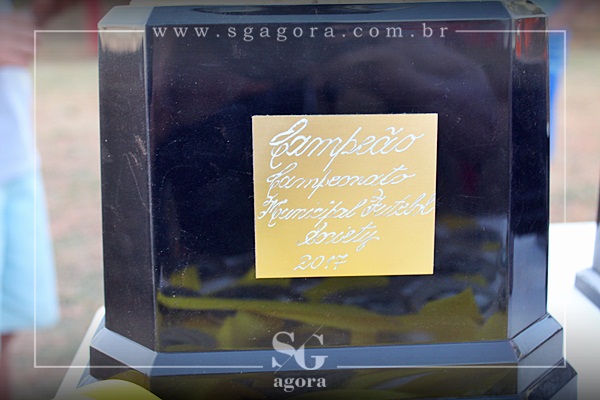 www.sgagora.com.br
Campeão
Campeonato
Municipal Futebol
Society
2017
SG
agora